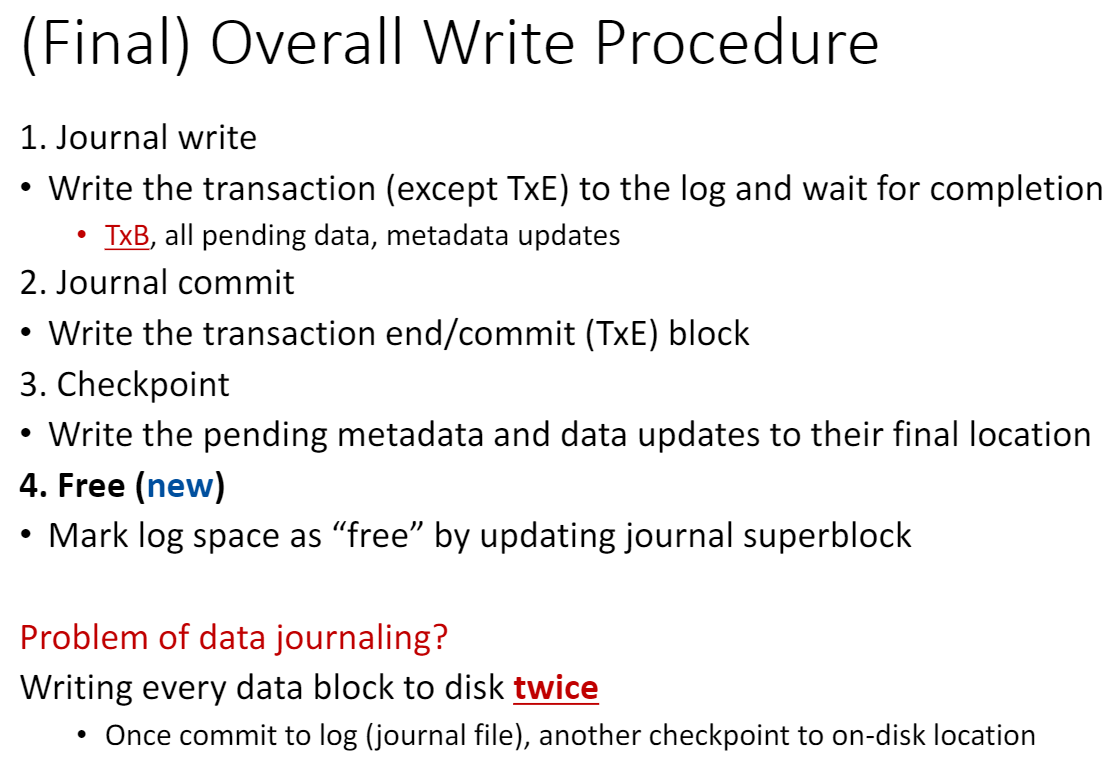 (Final) Overall Write Procedure
1. Journal write
• Write the transaction (except TxE) to the log and wait for completion
• TxB, all pending data, metadata updates
2. Journal commit
• Write the transaction end/commit (TxE) block
3. Checkpoint
• Write the pending metadata and data updates to their final location
4. Free (new)
• Mark log space as “free” by updating journal superblock
Problem of data journaling?
Writing every data block to disk twice
• Once commit to log (journal file), another checkpoint to on-disk location